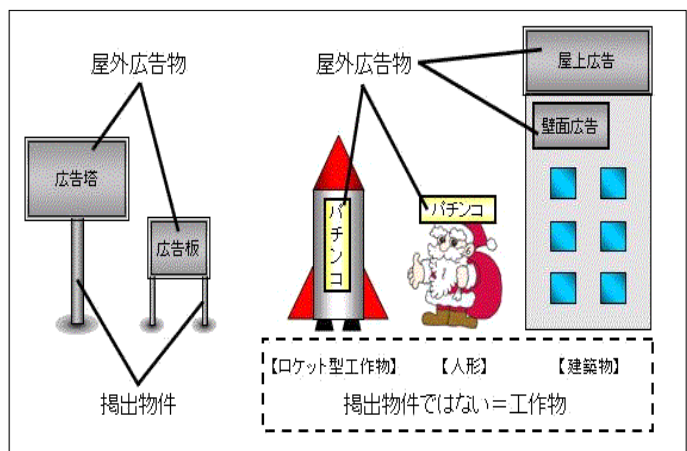 屋外広告物
広告塔
広告板
掲出物件
屋外広告物
屋上広告
壁面広告
パチンコ
パチンコ
【ロケット型工作物】
【人形】
【建築物】
掲出物件ではない＝工作物